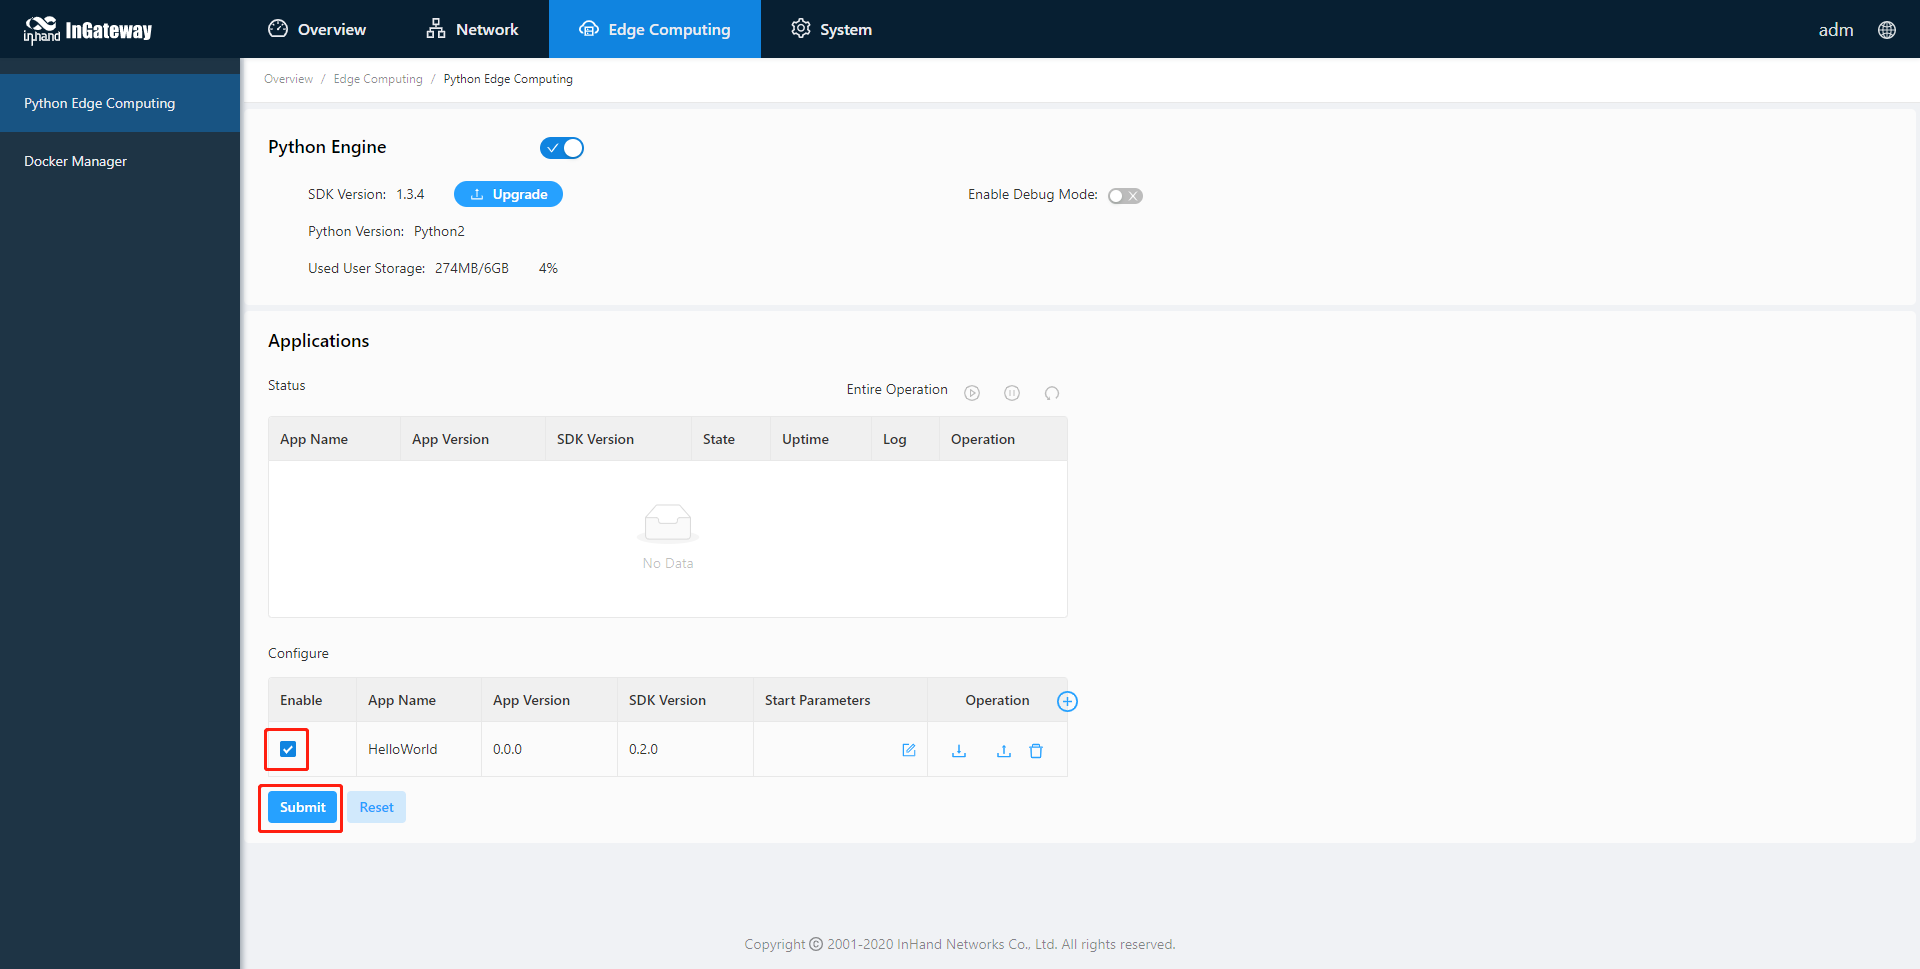 inhand InGateway
Overview
Network
Edge Computing
System
adm
Python Edge Computing
Docker Manager
Overview / Edge Computing / Python Edge Computing
Python Engine
SDK Version: 1.3.4
Upgrade
Enable Debug Mode:
Python Version: Python2
Used User Storage: 274MB/6GB 4%
Applications
Status
Entire Operation
App Name App Version SDK Version State Uptime Log Operation
No Data
Configure
Enable App Name App Version SDK Version Start Parameters Operation
HelloWorld 0.0.0 0.2.0
Submit Reset
Copyright © 2001-2020 InHand Networks Co., Ltd. All rights reserved.